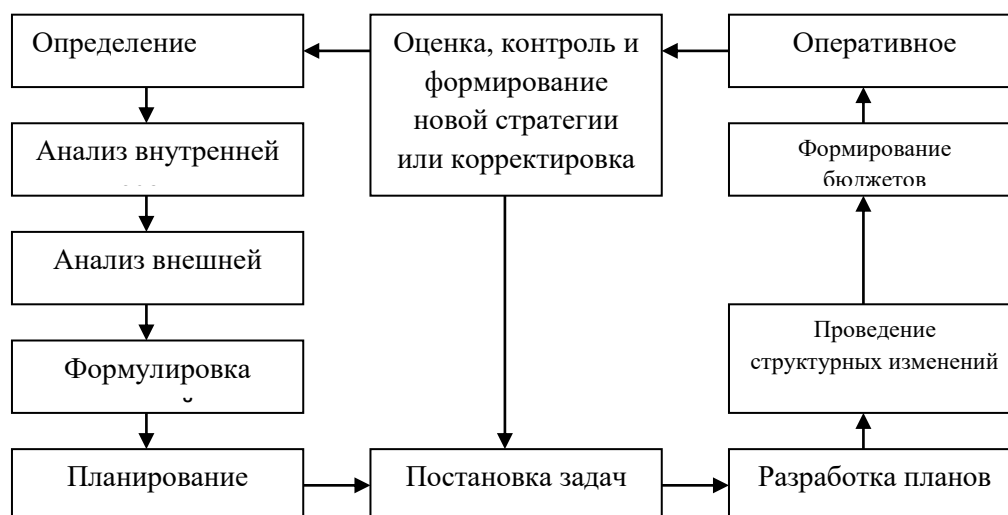 Определение
Оценка, контроль и
формирование
новой стратегии
или корректировка
Оперативное
Анализ внутренней
Формирование
бюджетов
Анализ внешней
Проведение
структурных изменений
Формулировка
Планирование
Постановка задач
Разработка планов